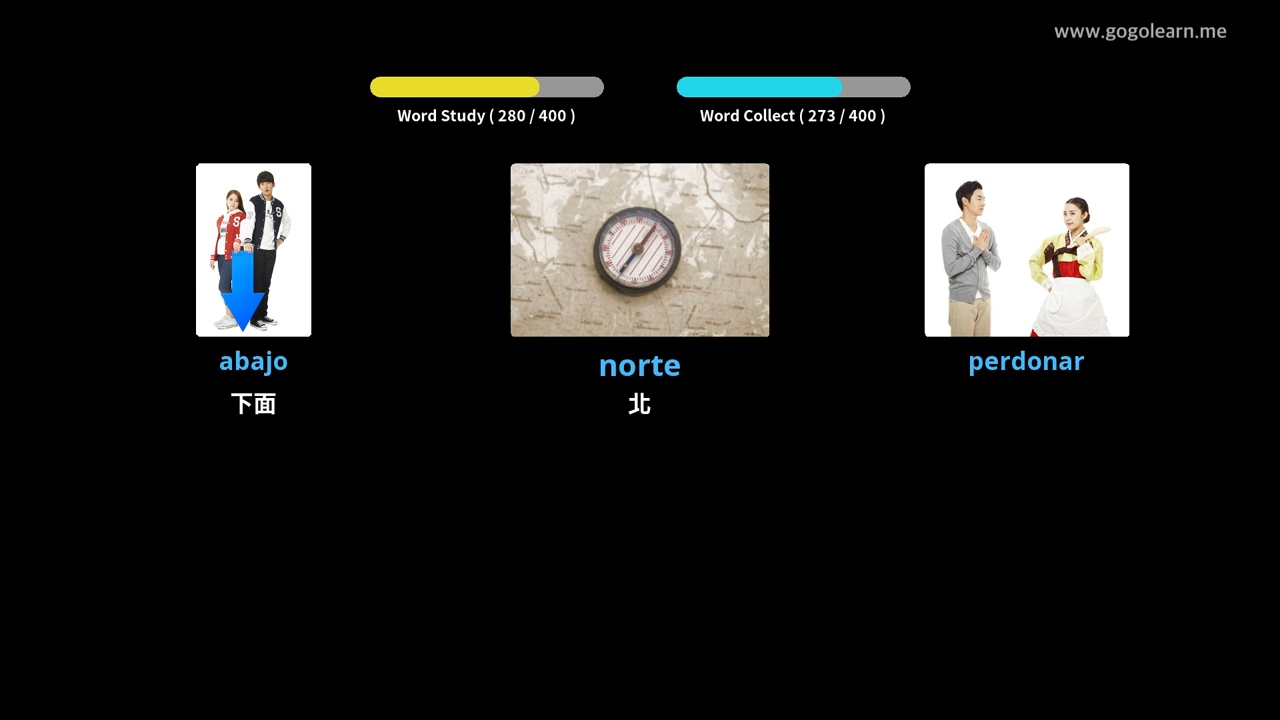 www.gogolearn.me
Word Study ( 280 / 400 )
Word Collect ( 273 / 400 )
abajo
norte
perdonar
下面
北